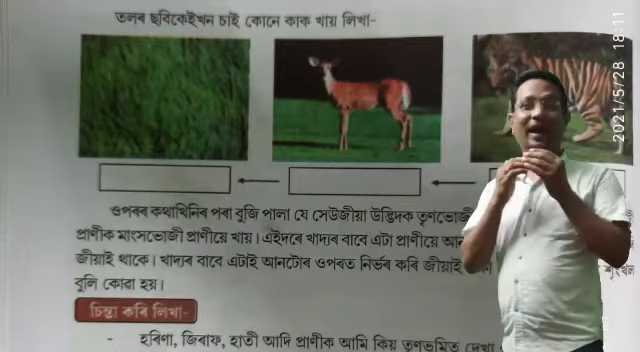 তলৰ ছবিকেইখন চাই কোনে কাক খায় লিখা-
2021/5/28 18:11
ওপৰৰ কথাখিনিৰ পৰা বুজি পালা যে সেউজীয়া উদ্ভিদক তৃণভোজী
প্ৰাণীক মাংসভোজী প্ৰাণীয়ে খায়। এইদৰে খাদ্যৰ বাবে এটা প্ৰাণীয়ে
জীয়াই থাকে। খাদ্যৰ বাবে এটাই আনটোৰ ওপৰত নিৰ্ভৰ কৰি জীয়াই
শৃংখল
বুলি কোৱা হয়।
চিন্তা কৰি লিখা-
- হৰিণা, জিৰাফ, হাতী আদি প্ৰাণীক আমি কিয় তৃণভূমিত দেখা